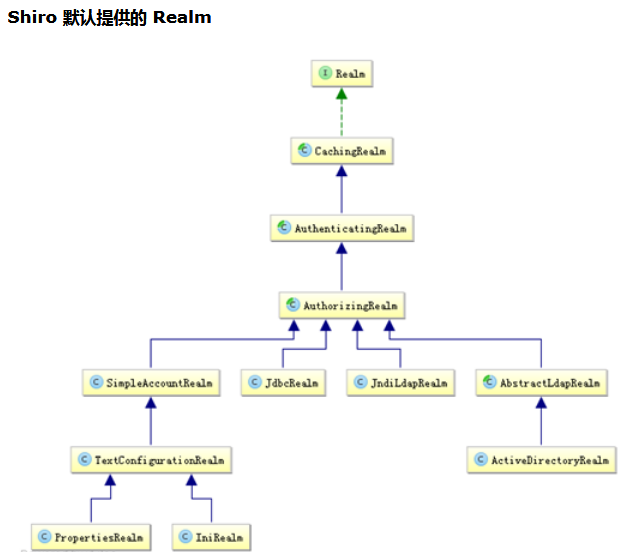 Shiro 默认提供的 Realm
I Realm
C CachingRealm
C AuthenticatingRealm
C AuthorizingRealm
C SimpleAccountRealm C JdbcRealm C JndiLdapRealm C AbstractLdapRealm
C TextConfigurationRealm C ActiveDirectoryRealm
C PropertiesRealm C IniRealm